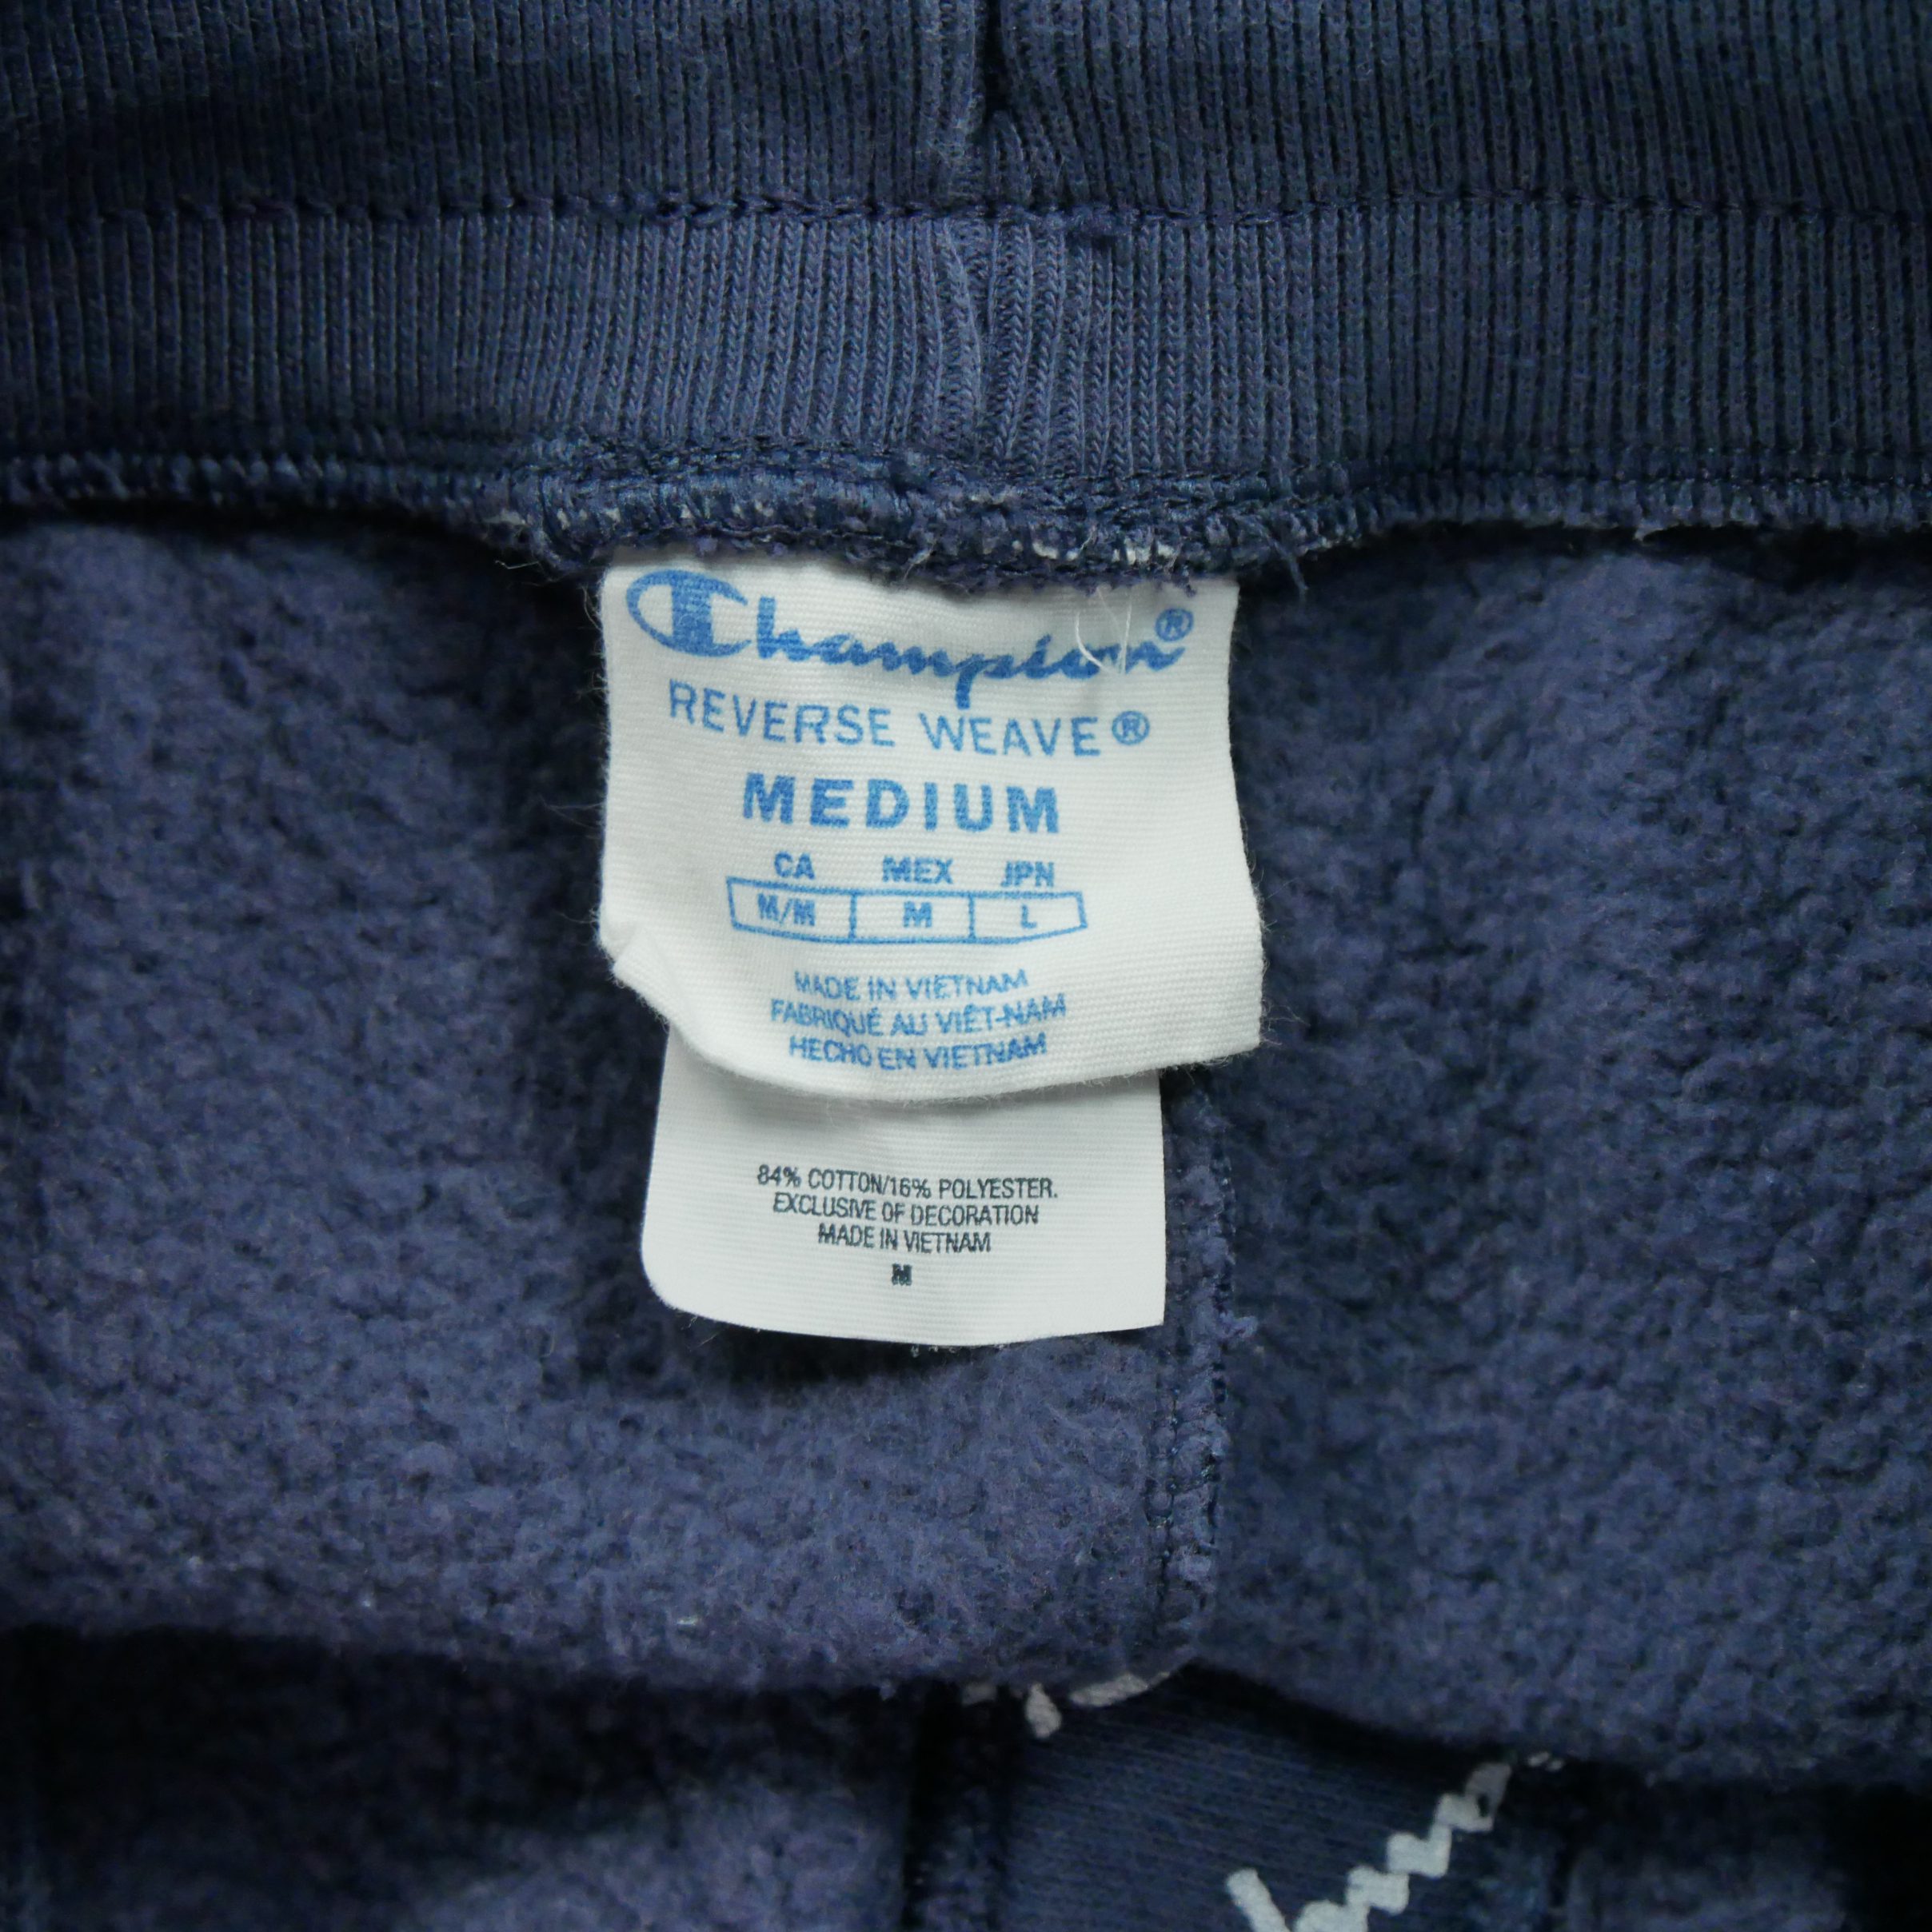 Champion®
REVERSE WEAVE®
MEDIUM
CA MEX JPN
M/M M L
MADE IN VIETNAM
FABRIQUÉ AU VIÊT-NAM
HECHO EN VIETNAM
84% COTTON/16% POLYESTER.
EXCLUSIVE OF DECORATION
MADE IN VIETNAM
M